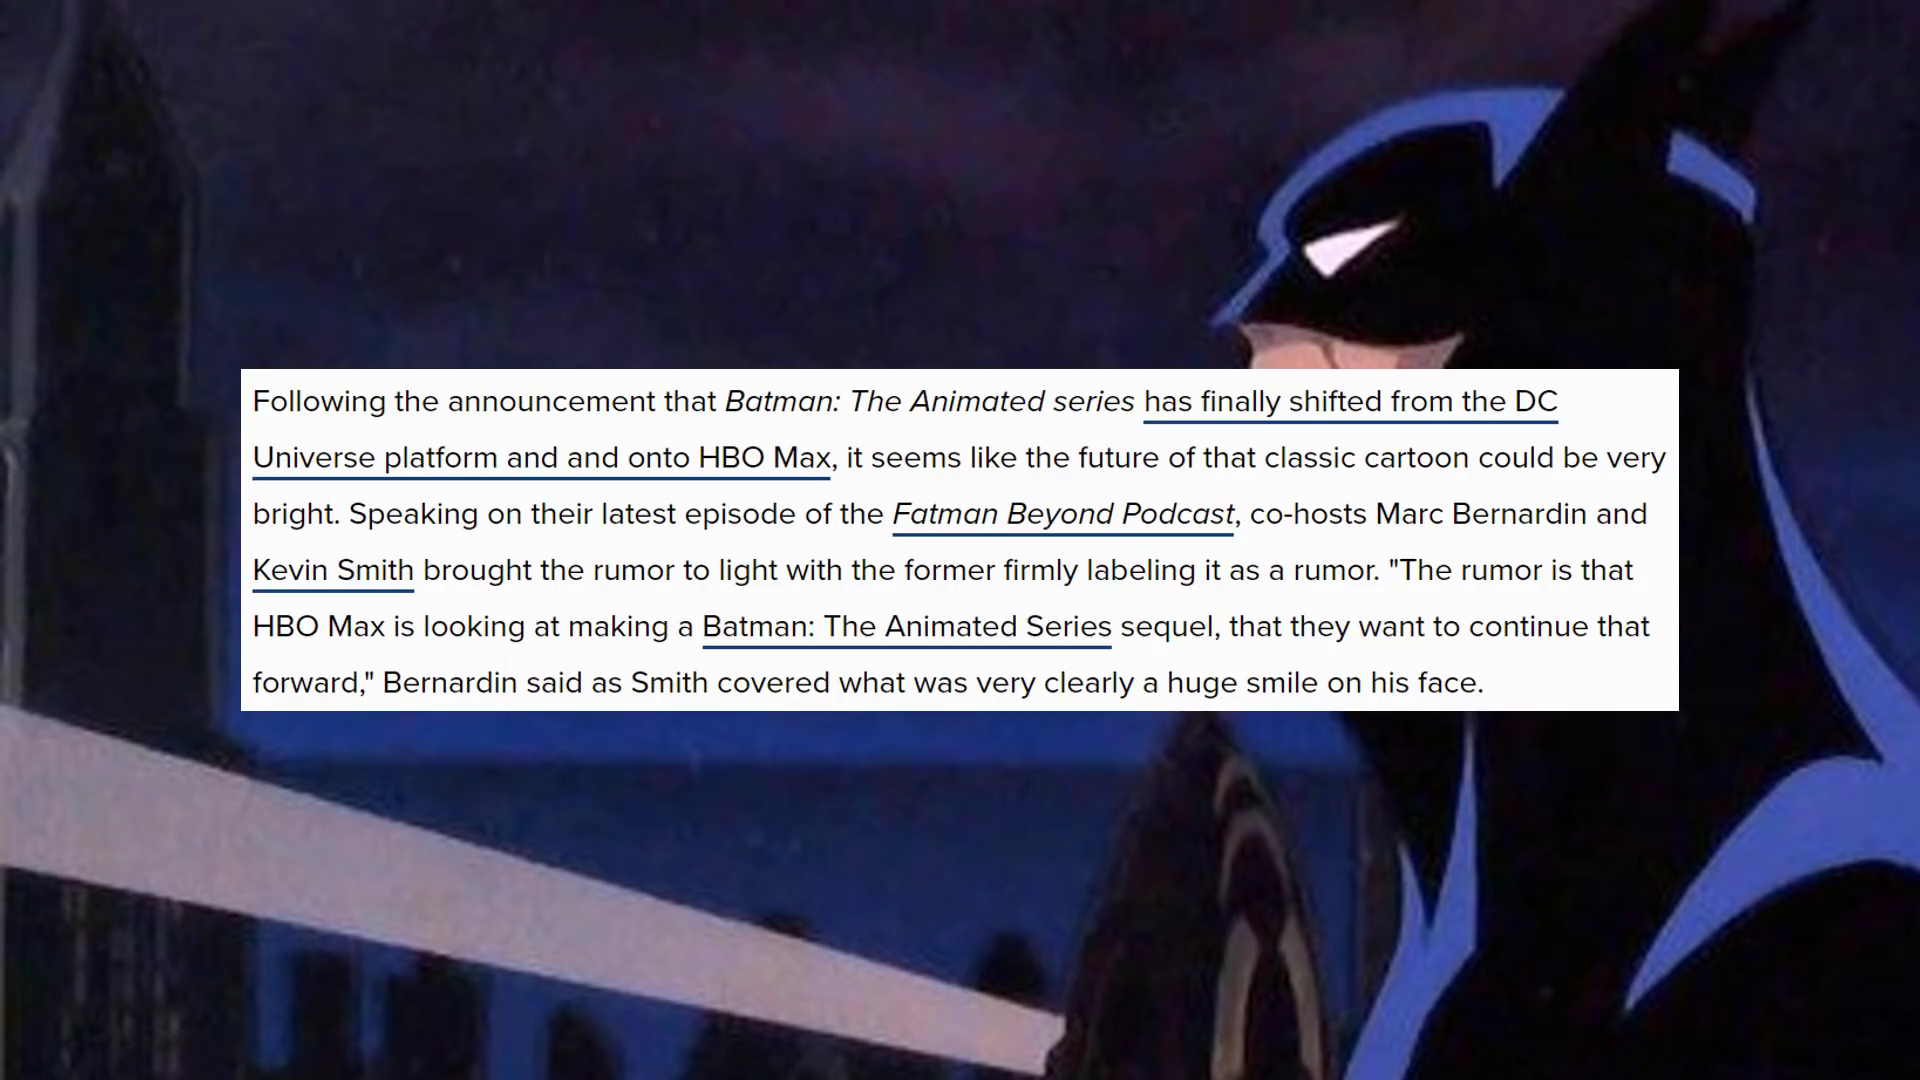 Following the announcement that Batman: The Animated series has finally shifted from the DC
Universe platform and and onto HBO Max, it seems like the future of that classic cartoon could be very
bright. Speaking on their latest episode of the Fatman Beyond Podcast, co-hosts Marc Bernardin and
Kevin Smith brought the rumor to light with the former firmly labeling it as a rumor. "The rumor is that
HBO Max is looking at making a Batman: The Animated Series sequel, that they want to continue that
forward," Bernardin said as Smith covered what was very clearly a huge smile on his face.